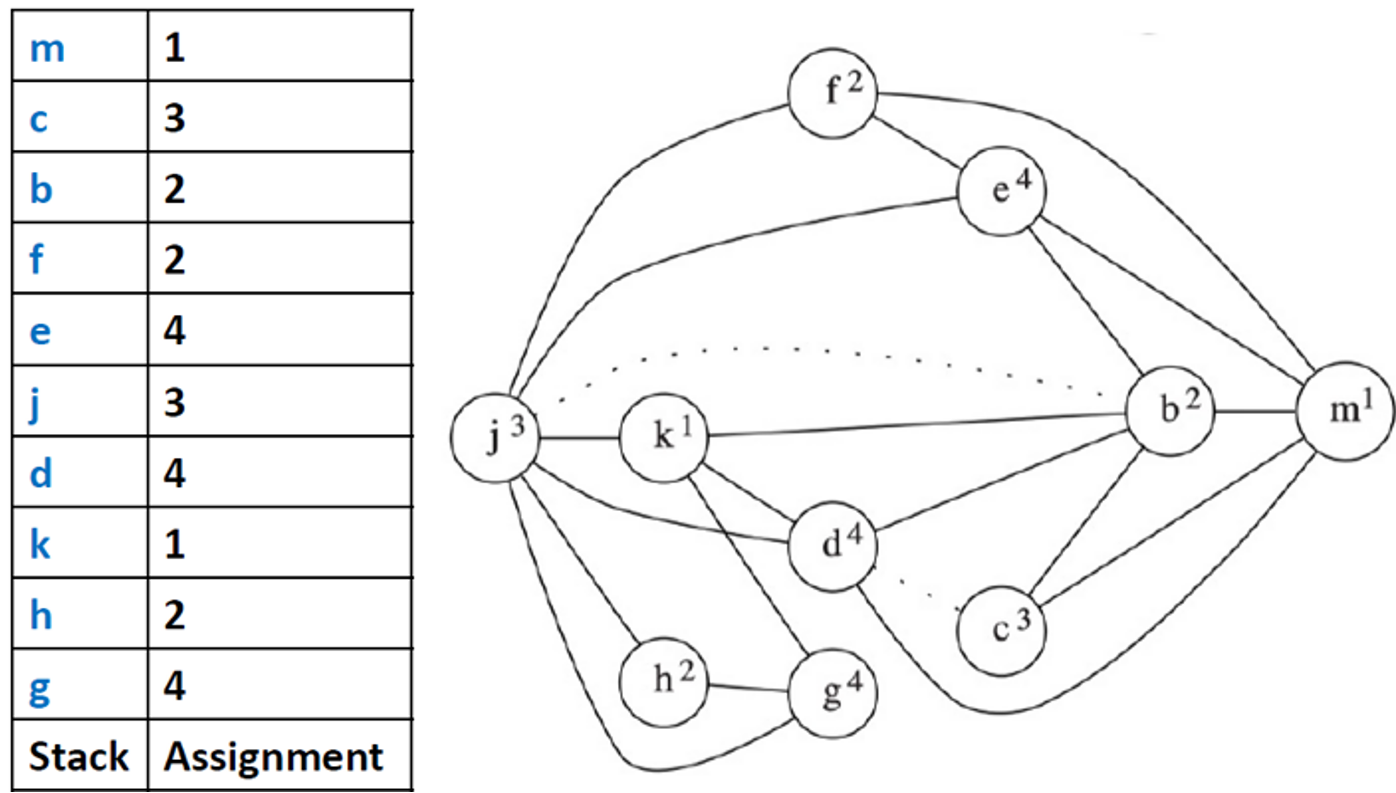 m 1
c 3
b 2
f 2
e 4
j 3
d 4
k 1
h 2
g 4
Stack Assignment
f 2
e 4
j 3
k 1
b 2
m 1
d 4
c 3
h 2
g 4